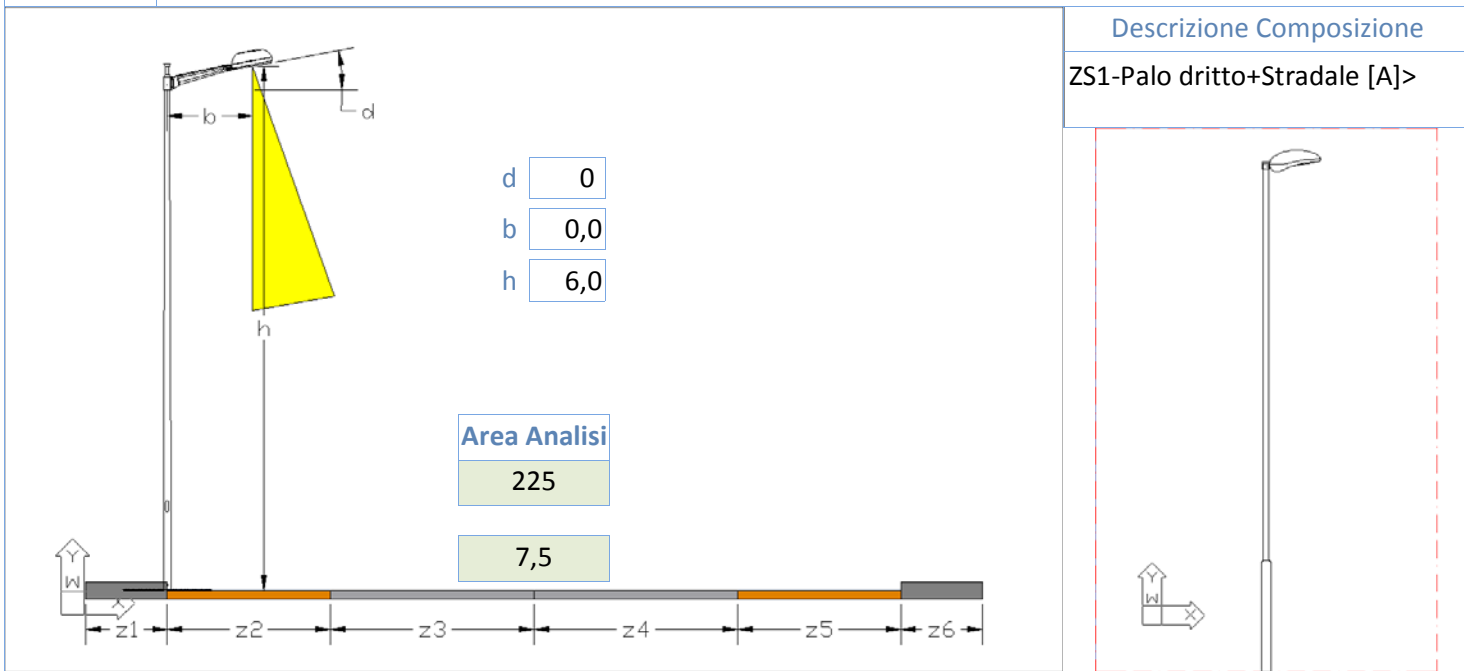 Descrizione Composizione
ZS1-Palo dritto+Stradale [A]>
b
d
d 0
b 0,0
h 6,0
h
Area Analisi
225
7,5
Y
W
X
z1 z2 z3 z4 z5 z6
Y
W
X